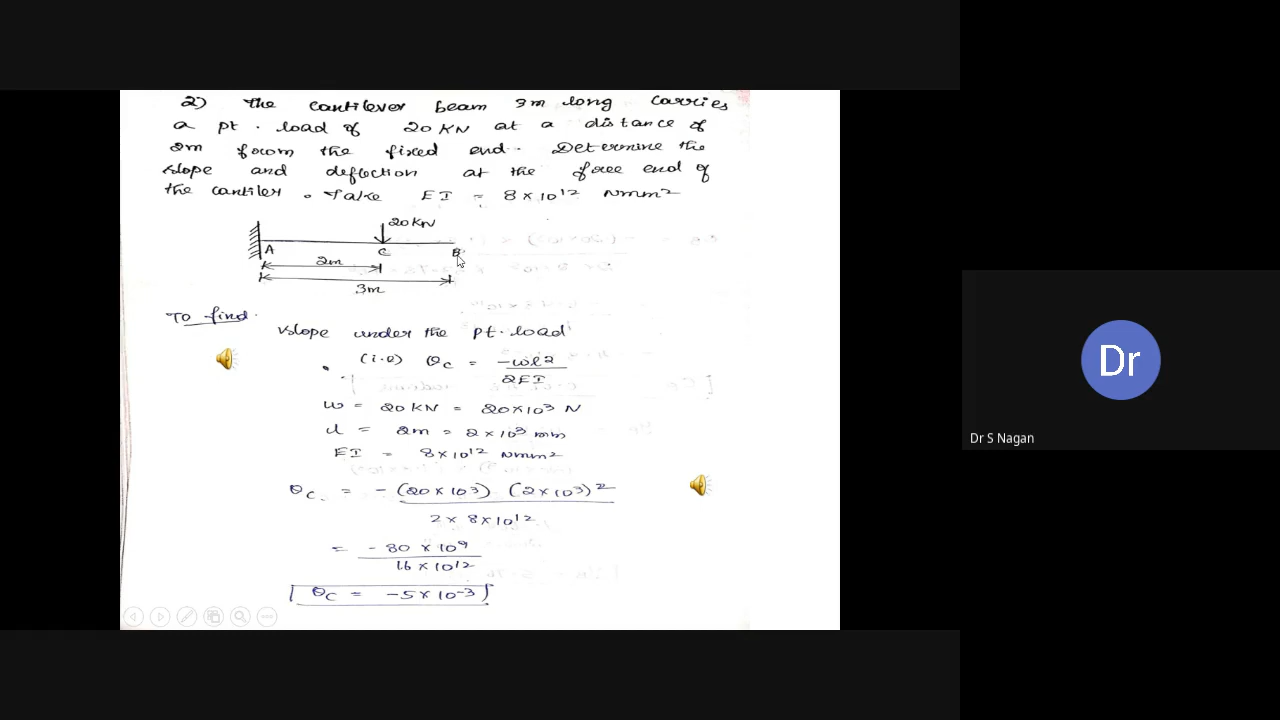 2) The cantilever beam 3m long carries
a pt. load of 20 KN at a distance of
2m from the fixed end. Determine the
slope and deflection at the free end of
the cantiler. Take EI = 8×10¹² Nmm²
20 KN
A C B
2m
3m
To find.
slope under the pt. load
(i.e) θc = -wl²
2EI
w = 20 KN = 20×10³ N
l = 2m = 2×10³ mm
EI = 8×10¹² Nmm²
θc = - (20×10³) (2×10³)²
2 × 8×10¹²
= -80 × 10⁹
16 × 10¹²
θc = -5×10⁻³
Dr
Dr S Nagan